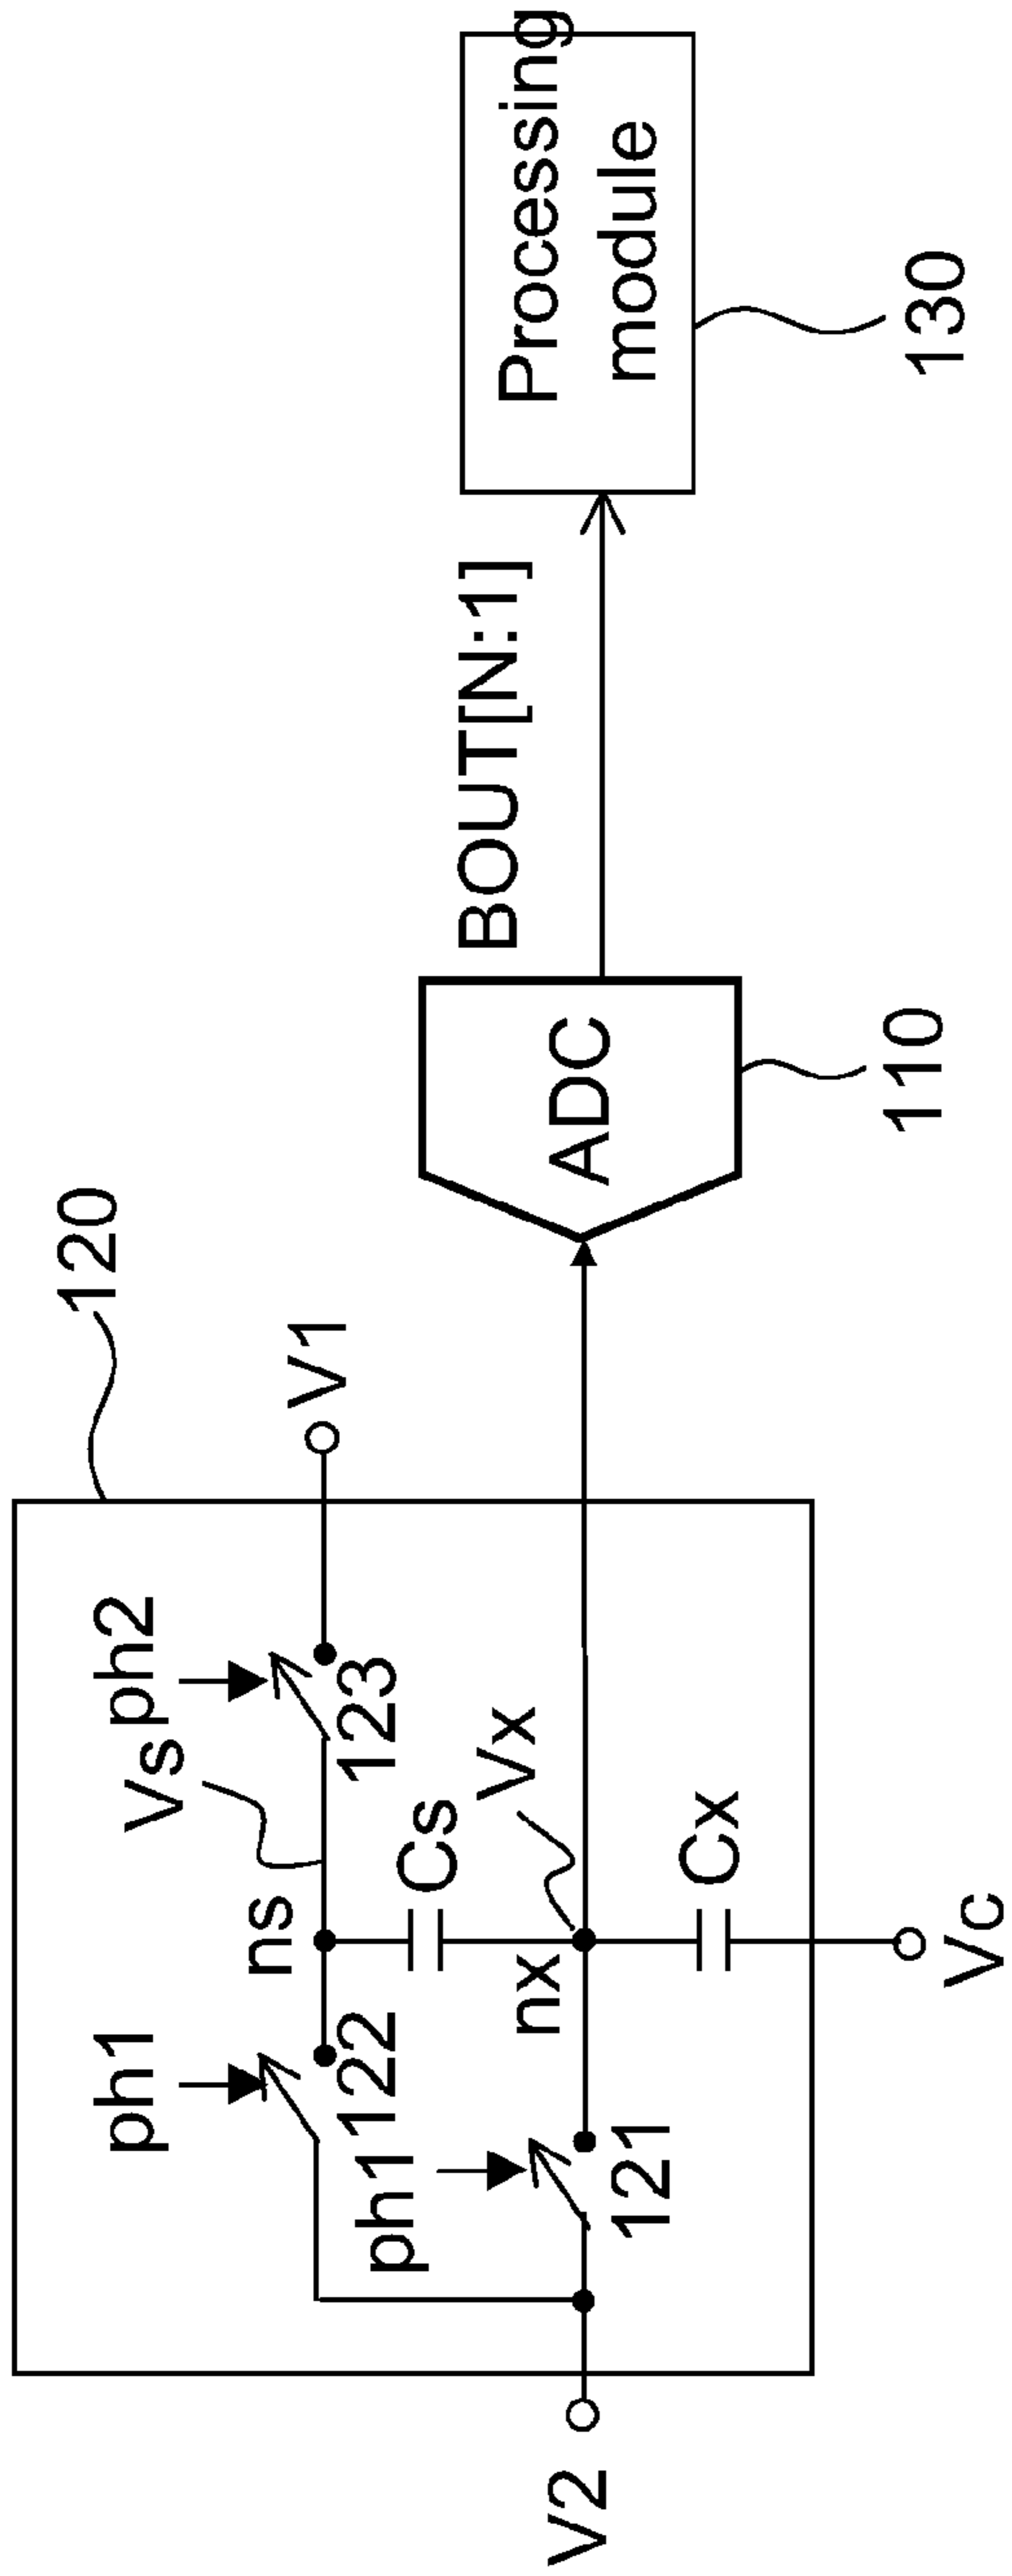 120
ph1
ph2
Vs
ns
122
123
V1
Cs
ph1
nx
Vx
V2
121
Cx
Vc
ADC
110
BOUT[N:1]
Processing
module
130